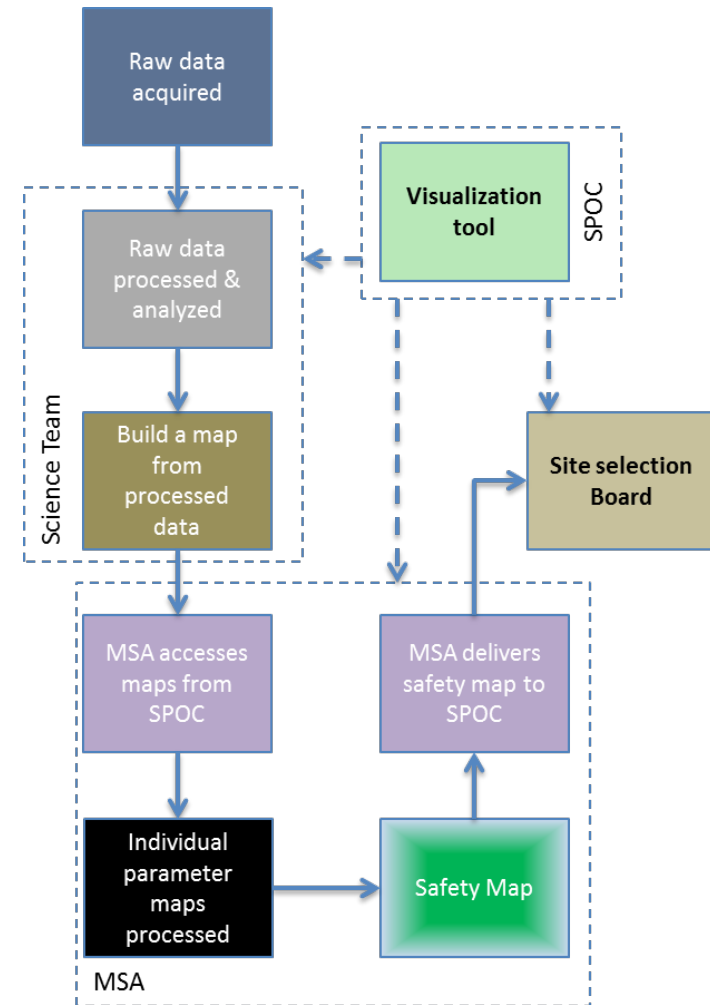 Raw data
acquired
Visualization
tool
SPOC
Raw data
processed &
analyzed
Science Team
Build a map
from
processed
data
Site selection
Board
MSA accesses
maps from
SPOC
MSA delivers
safety map to
SPOC
Individual
parameter
maps
processed
Safety Map
MSA